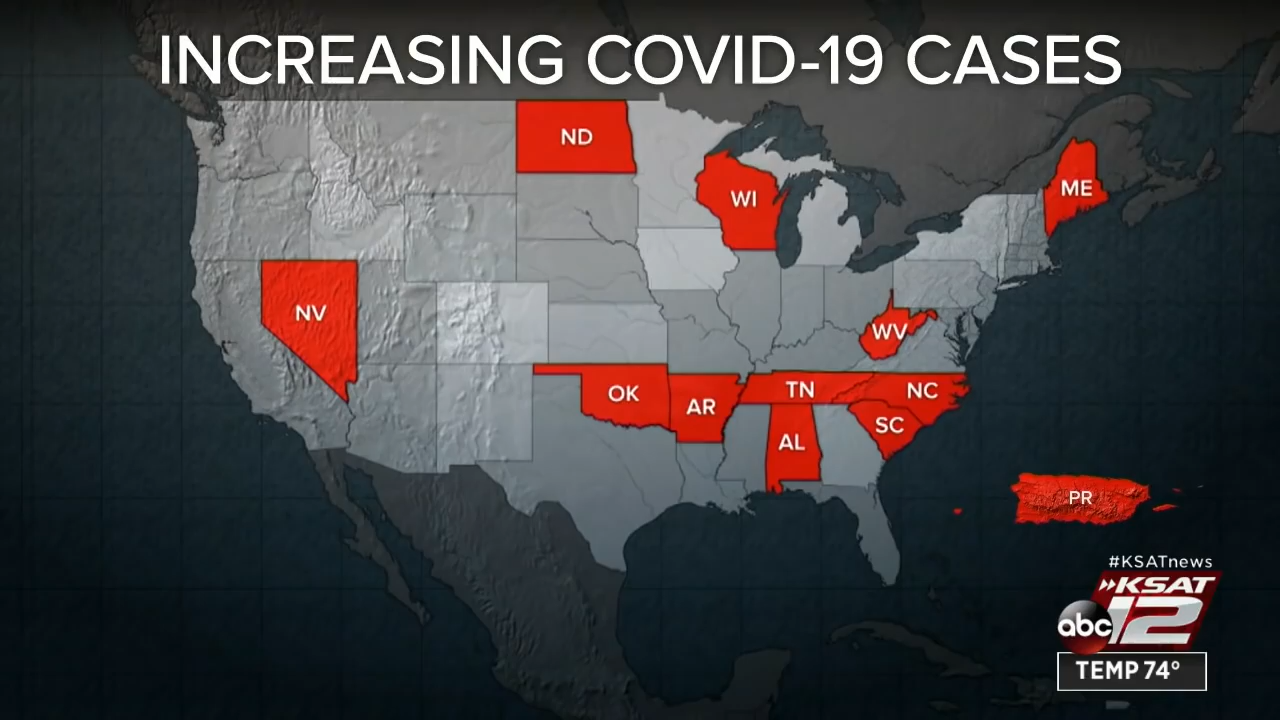 INCREASING COVID-19 CASES
ND
WI
ME
NV
WV
OK
AR
TN
NC
SC
AL
PR
#KSATnews
KSAT
abc 12
TEMP 74°